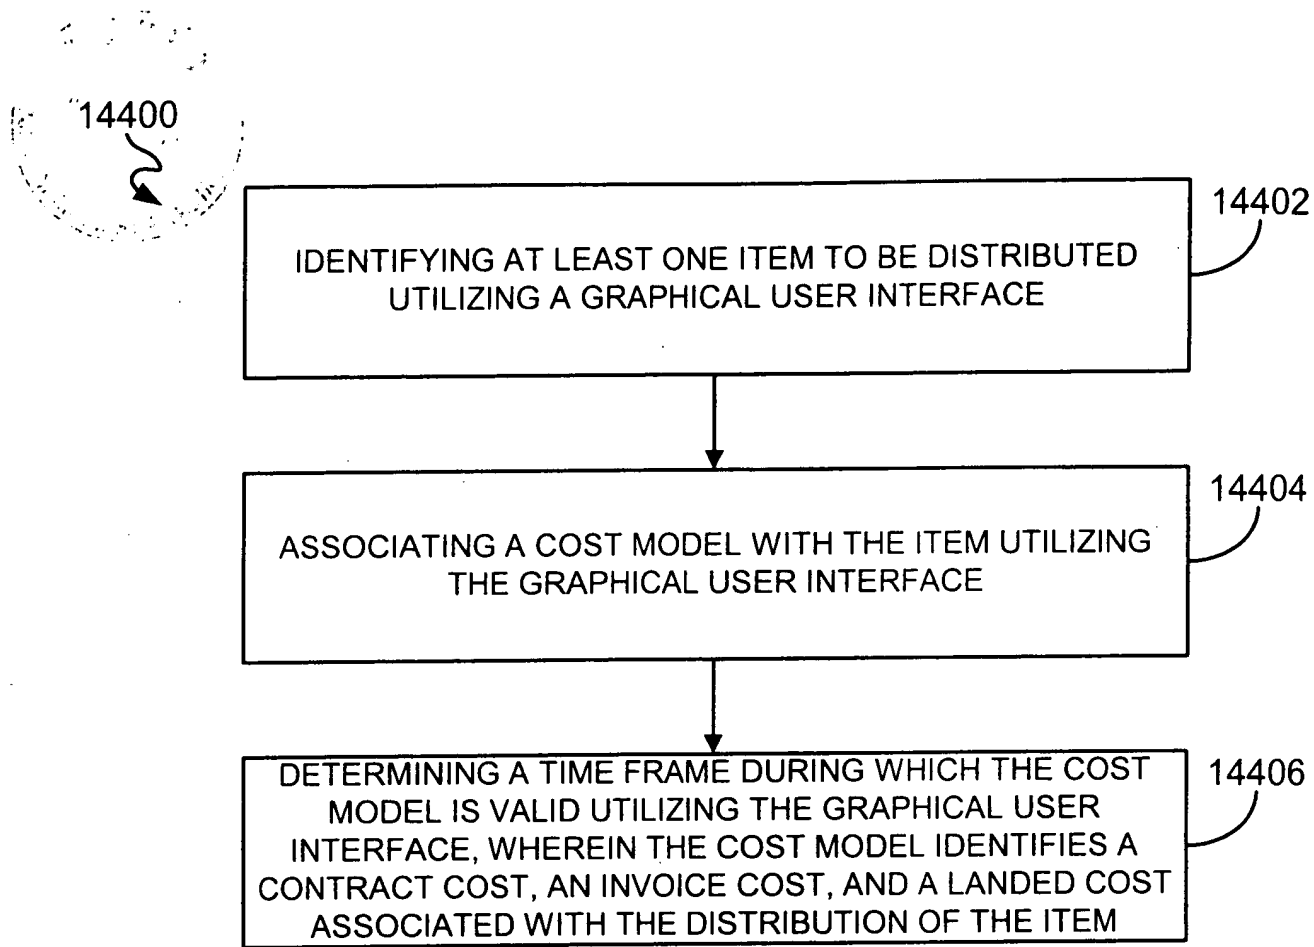 14400
14402
IDENTIFYING AT LEAST ONE ITEM TO BE DISTRIBUTED
UTILIZING A GRAPHICAL USER INTERFACE
14404
ASSOCIATING A COST MODEL WITH THE ITEM UTILIZING
THE GRAPHICAL USER INTERFACE
14406
DETERMINING A TIME FRAME DURING WHICH THE COST
MODEL IS VALID UTILIZING THE GRAPHICAL USER
INTERFACE, WHEREIN THE COST MODEL IDENTIFIES A
CONTRACT COST, AN INVOICE COST, AND A LANDED COST
ASSOCIATED WITH THE DISTRIBUTION OF THE ITEM